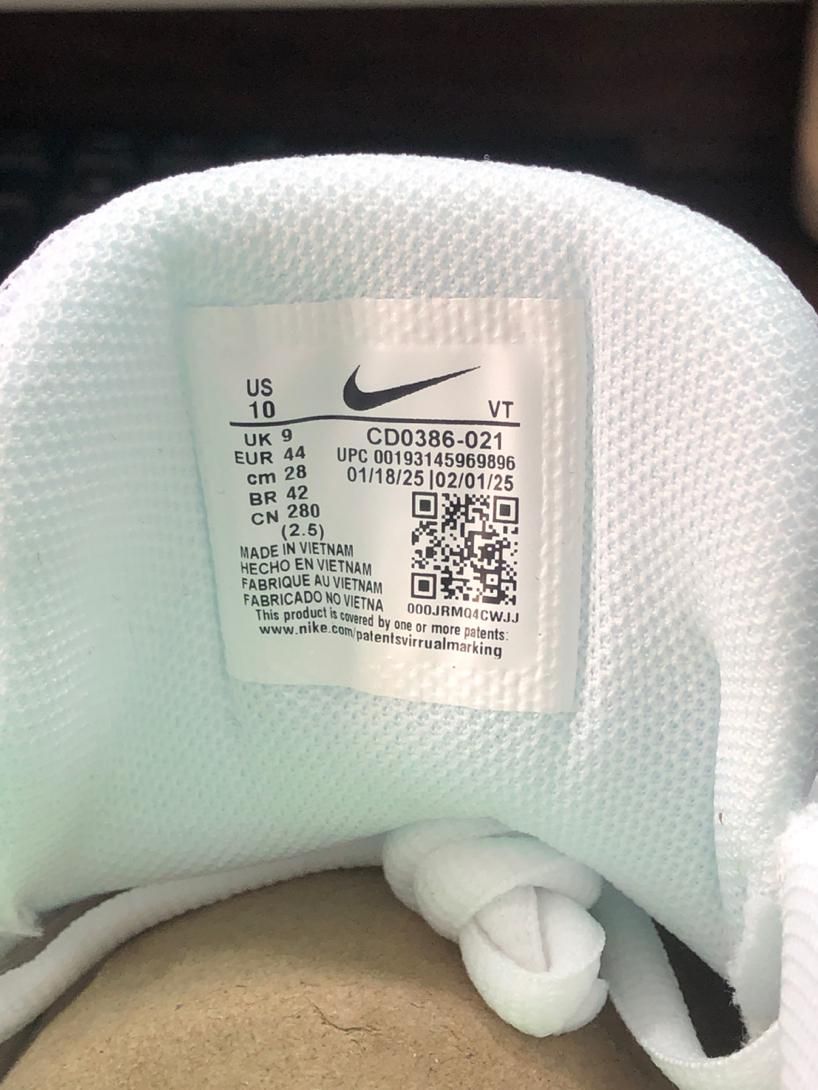 US
10
VT
UK 9
EUR 44
cm 28
BR 42
CN 280
(2.5)
CD0386-021
UPC 00193145969896
01/18/25 |02/01/25
MADE IN VIETNAM
HECHO EN VIETNAM
FABRIQUE AU VIETNAM
FABRICADO NO VIETNA
000JRMQ4CWJJ
This product is covered by one or more patents:
www.nike.com/patentsvirrualmarking